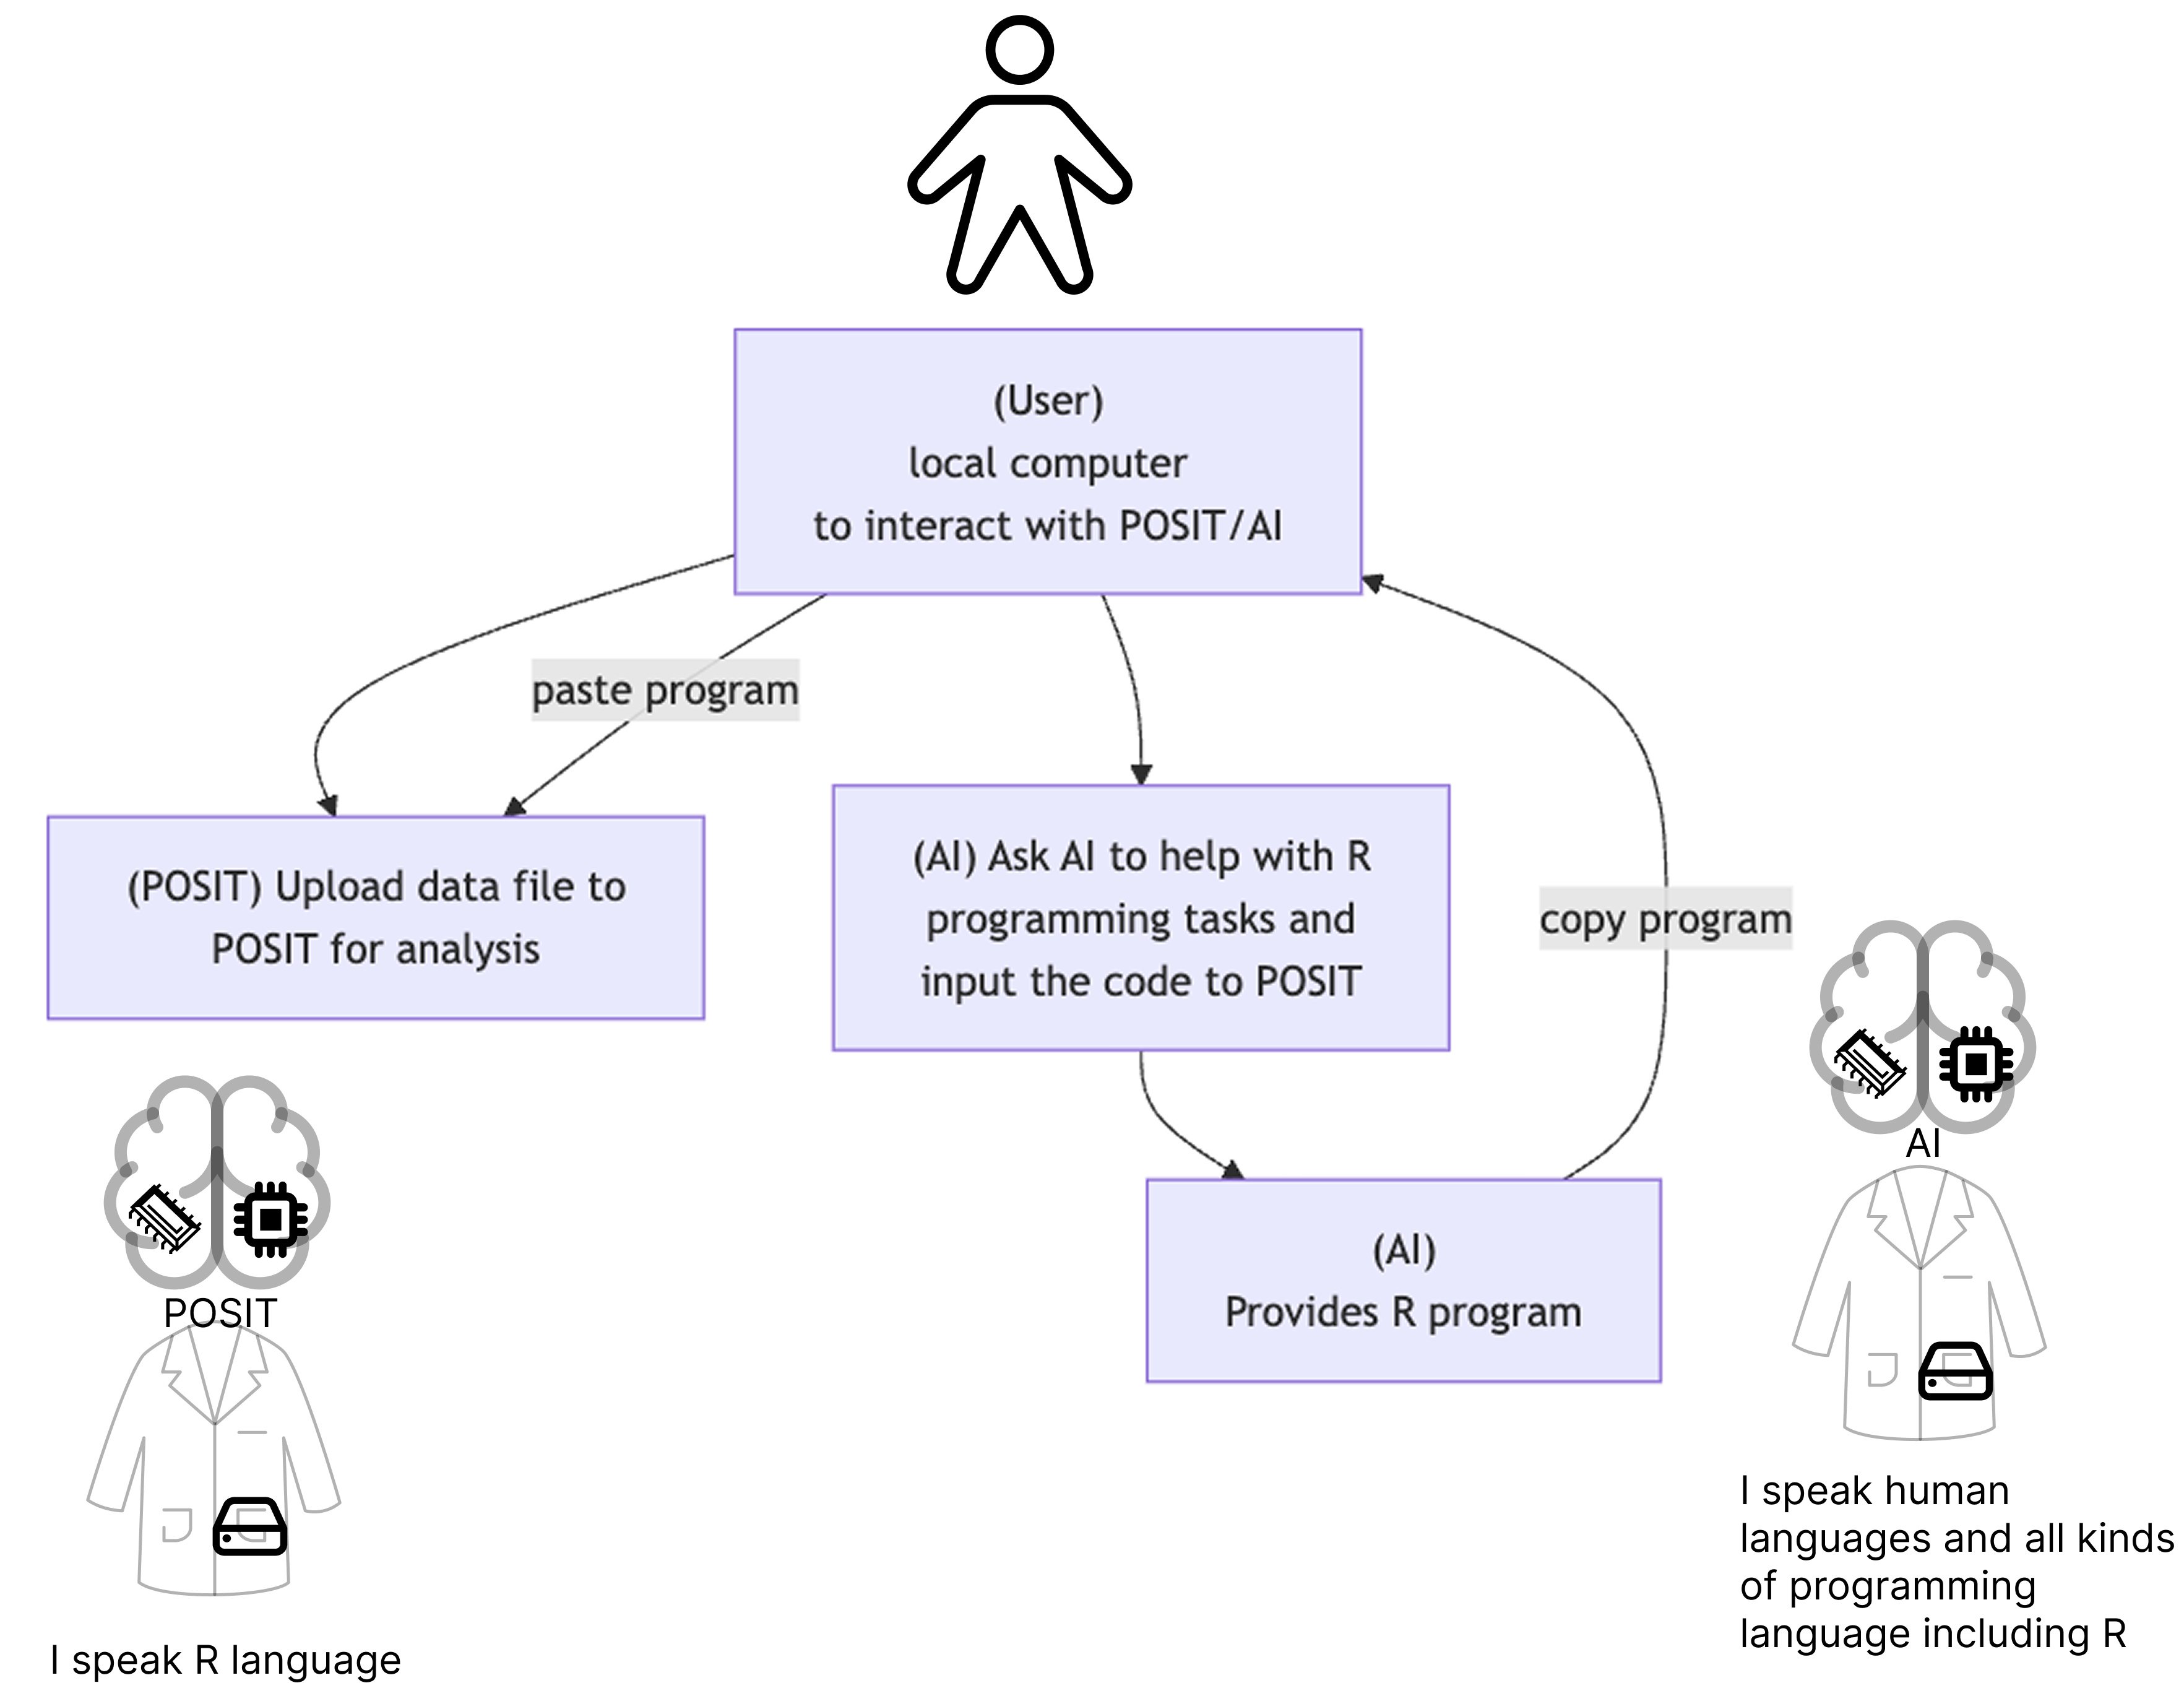 (User)
local computer
to interact with POSIT/AI
paste program
(POSIT) Upload data file to
POSIT for analysis
(AI) Ask AI to help with R
programming tasks and
input the code to POSIT
copy program
(AI)
Provides R program
POSIT
I speak R language
AI
I speak human
languages and all kinds
of programming
language including R